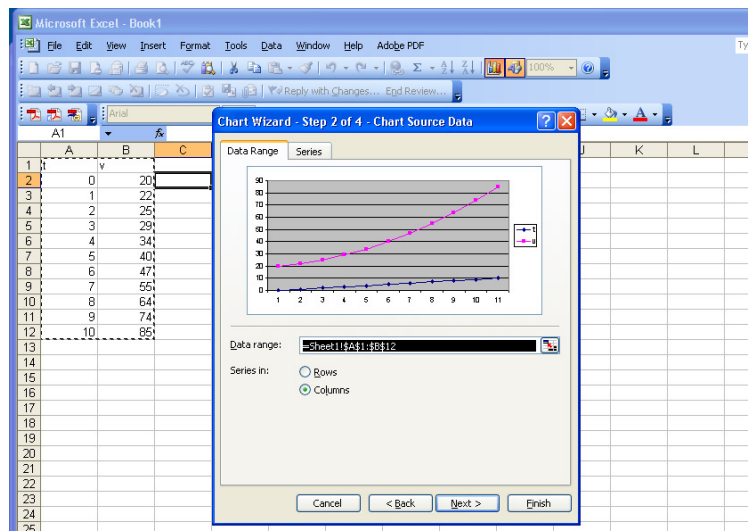 Microsoft Excel - Book1
File Edit View Insert Format Tools Data Window Help Adobe PDF
Ty
100%
Reply with Changes... End Review...
Arial
A1 fx
A B C J K L
1 t v
2 0 20
3 1 22
4 2 25
5 3 29
6 4 34
7 5 40
8 6 47
9 7 55
10 8 64
11 9 74
12 10 85
13
14
15
16
17
18
19
20
21
22
23
24
25
Chart Wizard - Step 2 of 4 - Chart Source Data
Data Range Series
90
80
70
60
50
40
30
20
10
0
1 2 3 4 5 6 7 8 9 10 11
t
v
Data range: =Sheet1!$A$1:$B$12
Series in: Rows
Columns
Cancel < Back Next > Finish